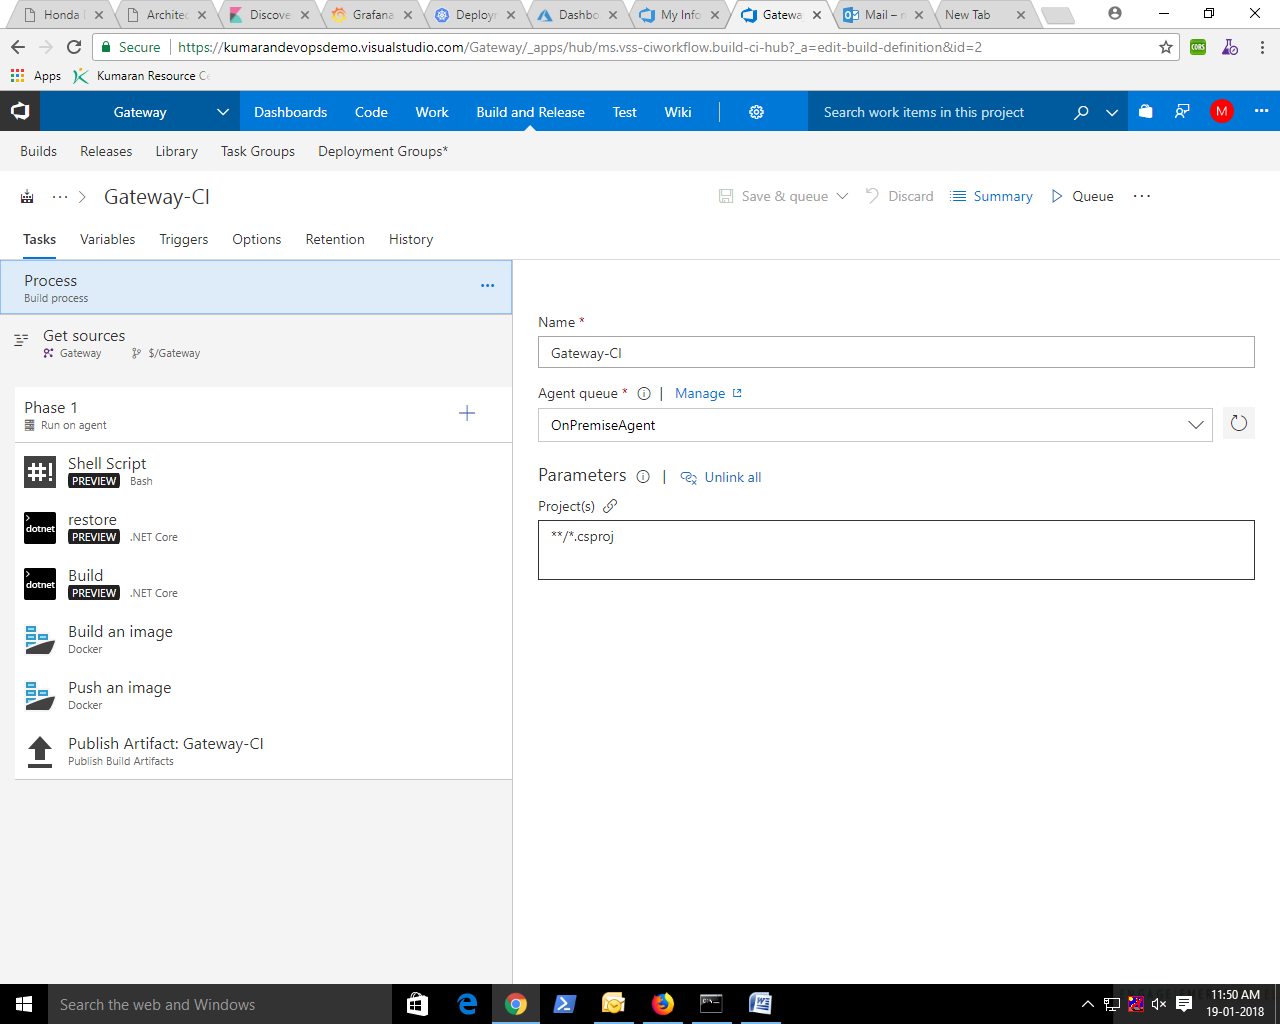 Honda
Architec
Discove
Grafana
Deployr
Dashbo
My Info
Gatewa
Mail –
New Tab
Secure
https://kumarandevopsdemo.visualstudio.com/Gateway/_apps/hub/ms.vss-ciworkflow.build-ci-hub?_a=edit-build-definition&id=2
CORS
Apps
Kumaran Resource Ce
Gateway
Dashboards
Code
Work
Build and Release
Test
Wiki
Search work items in this project
M
Builds
Releases
Library
Task Groups
Deployment Groups*
... > Gateway-CI
Save & queue
Discard
Summary
Queue
...
Tasks
Variables
Triggers
Options
Retention
History
Process
...
Build process
Get sources
Gateway
$/Gateway
Phase 1
Run on agent
#!
Shell Script
PREVIEW Bash
dotnet
restore
PREVIEW .NET Core
dotnet
Build
PREVIEW .NET Core
Build an image
Docker
Push an image
Docker
Publish Artifact: Gateway-CI
Publish Build Artifacts
Name *
Gateway-CI
Agent queue * | Manage
OnPremiseAgent
Parameters | Unlink all
Project(s)
**/*.csproj
Search the web and Windows
11:50 AM
19-01-2018